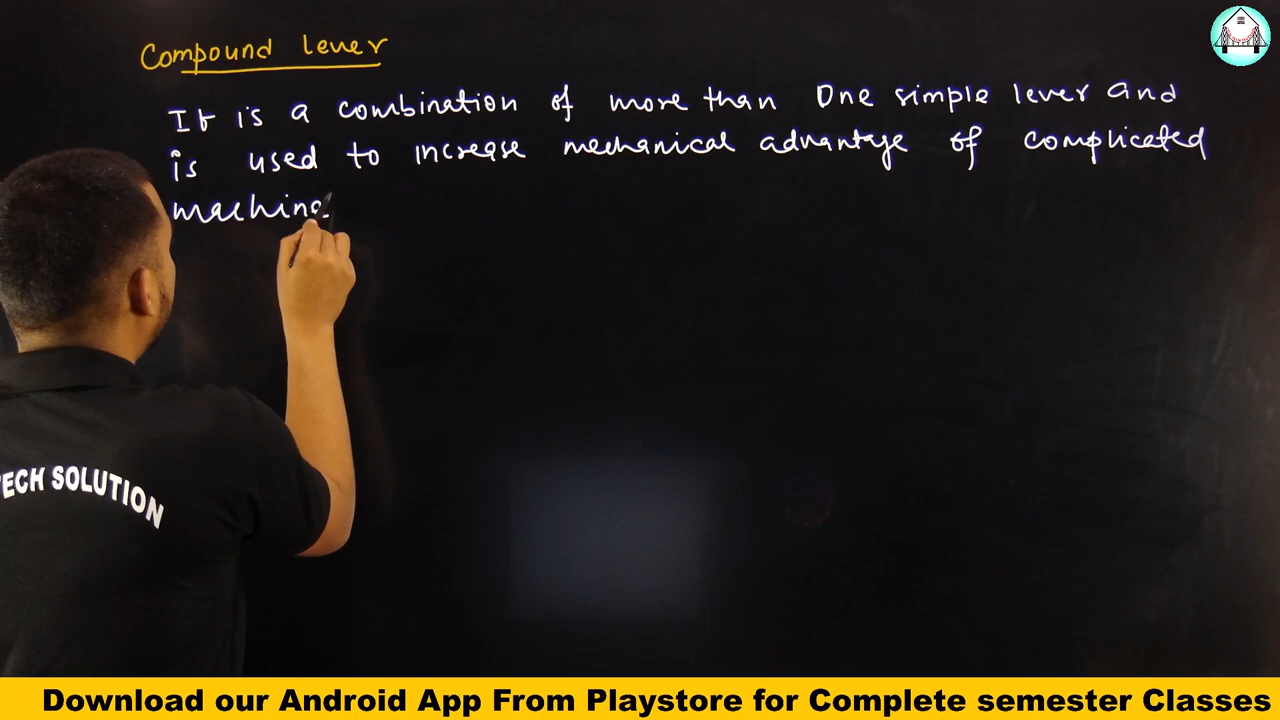 Compound lever
It is a combination of more than One simple lever and
is used to increase mechanical advantage of complicated
machine
TECH SOLUTION
Download our Android App From Playstore for Complete semester Classes